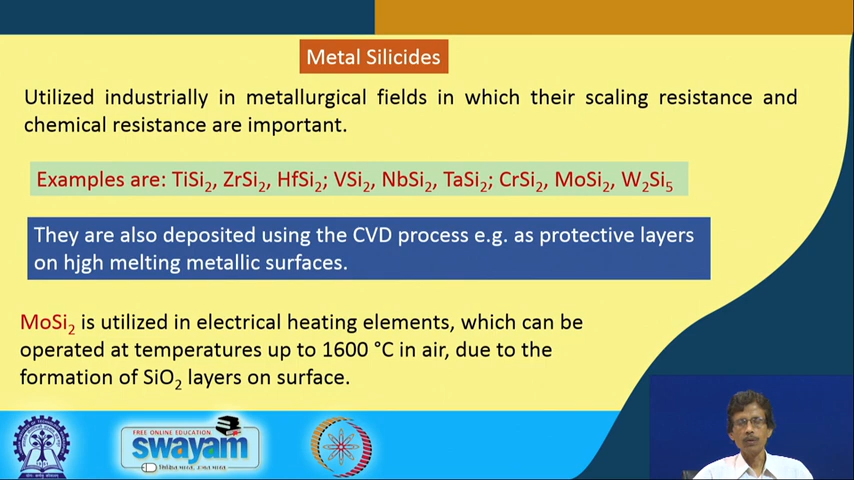 Metal Silicides
Utilized industrially in metallurgical fields in which their scaling resistance and
chemical resistance are important.
Examples are: TiSi₂, ZrSi₂, HfSi₂; VSi₂, NbSi₂, TaSi₂; CrSi₂, MoSi₂, W₂Si₅
They are also deposited using the CVD process e.g. as protective layers
on hjgh melting metallic surfaces.
MoSi₂ is utilized in electrical heating elements, which can be
operated at temperatures up to 1600 °C in air, due to the
formation of SiO₂ layers on surface.
FREE ONLINE EDUCATION
swayam